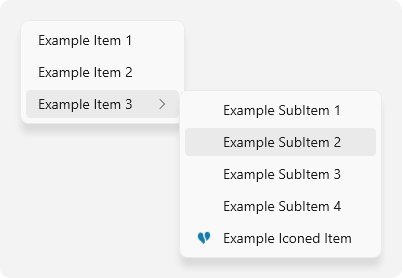 Example Item 1
Example Item 2
Example Item 3
Example SubItem 1
Example SubItem 2
Example SubItem 3
Example SubItem 4
Example Iconed Item